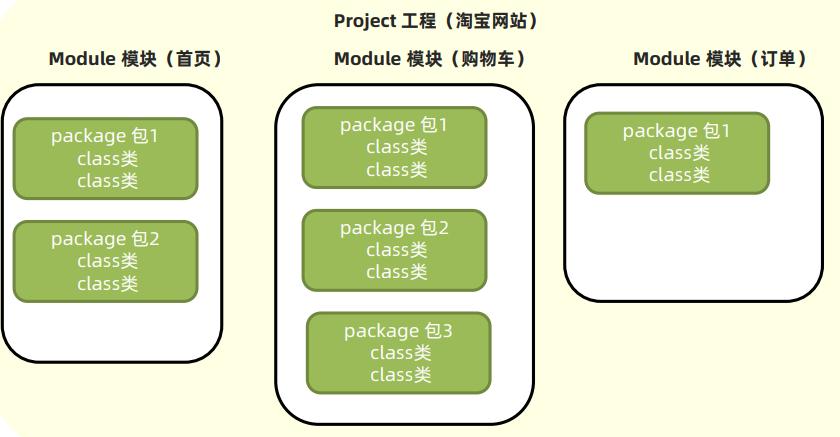 Project 工程（淘宝网站）
Module 模块（首页）
package 包1
class类
class类
package 包2
class类
class类
Module 模块（购物车）
package 包1
class类
class类
package 包2
class类
class类
package 包3
class类
class类
Module 模块（订单）
package 包1
class类
class类